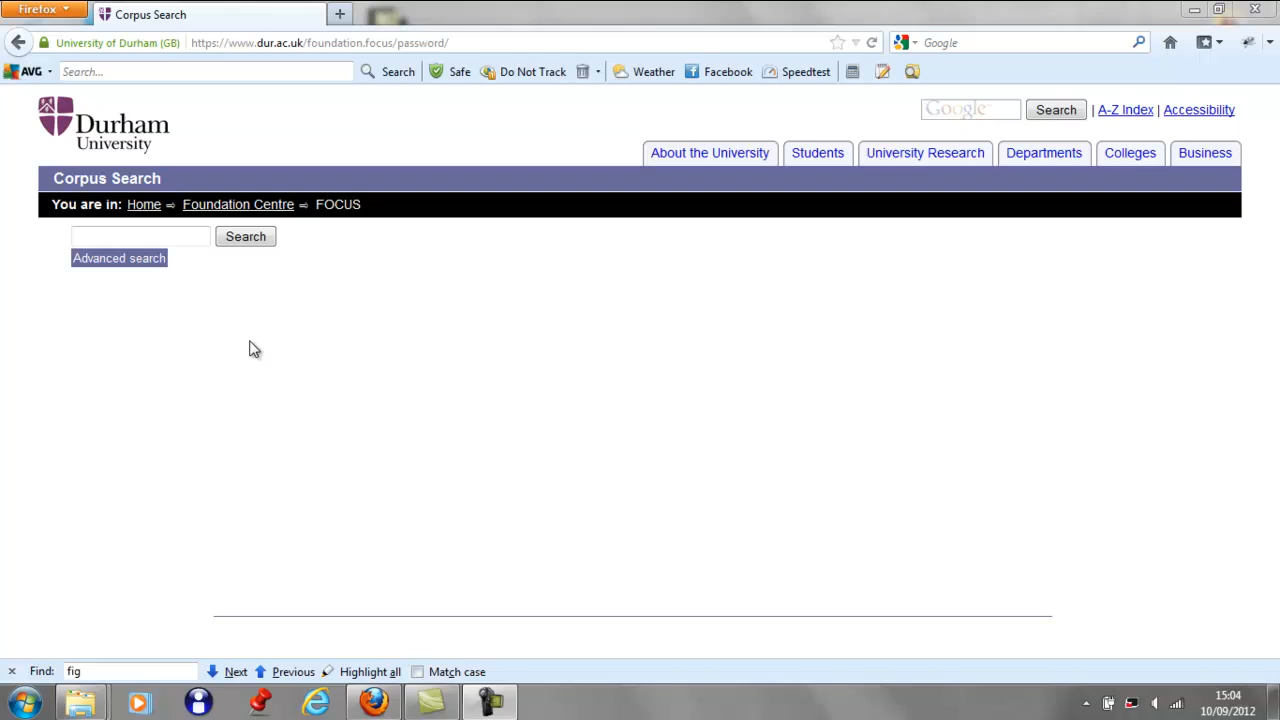 Firefox
Corpus Search
University of Durham (GB)
https://www.dur.ac.uk/foundation.focus/password/
Google
AVG
Search...
Search
Safe
Do Not Track
Weather
Facebook
Speedtest
Durham
University
Google
Search
| A-Z Index | Accessibility
About the University
Students
University Research
Departments
Colleges
Business
Corpus Search
You are in: Home ⇨ Foundation Centre ⇨ FOCUS
Search
Advanced search
Find:
fig
Next
Previous
Highlight all
Match case
15:04
10/09/2012